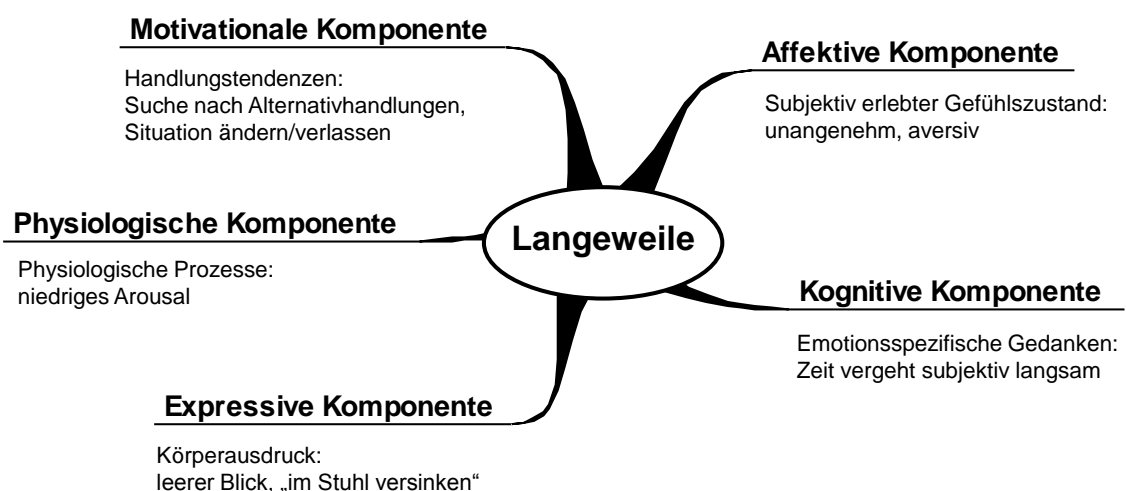 Motivationale Komponente
Handlungstendenzen:
Suche nach Alternativhandlungen,
Situation ändern/verlassen
Affektive Komponente
Subjektiv erlebter Gefühlszustand:
unangenehm, aversiv
Physiologische Komponente
Physiologische Prozesse:
niedriges Arousal
Langeweile
Kognitive Komponente
Emotionsspezifische Gedanken:
Zeit vergeht subjektiv langsam
Expressive Komponente
Körperausdruck:
leerer Blick, „im Stuhl versinken“